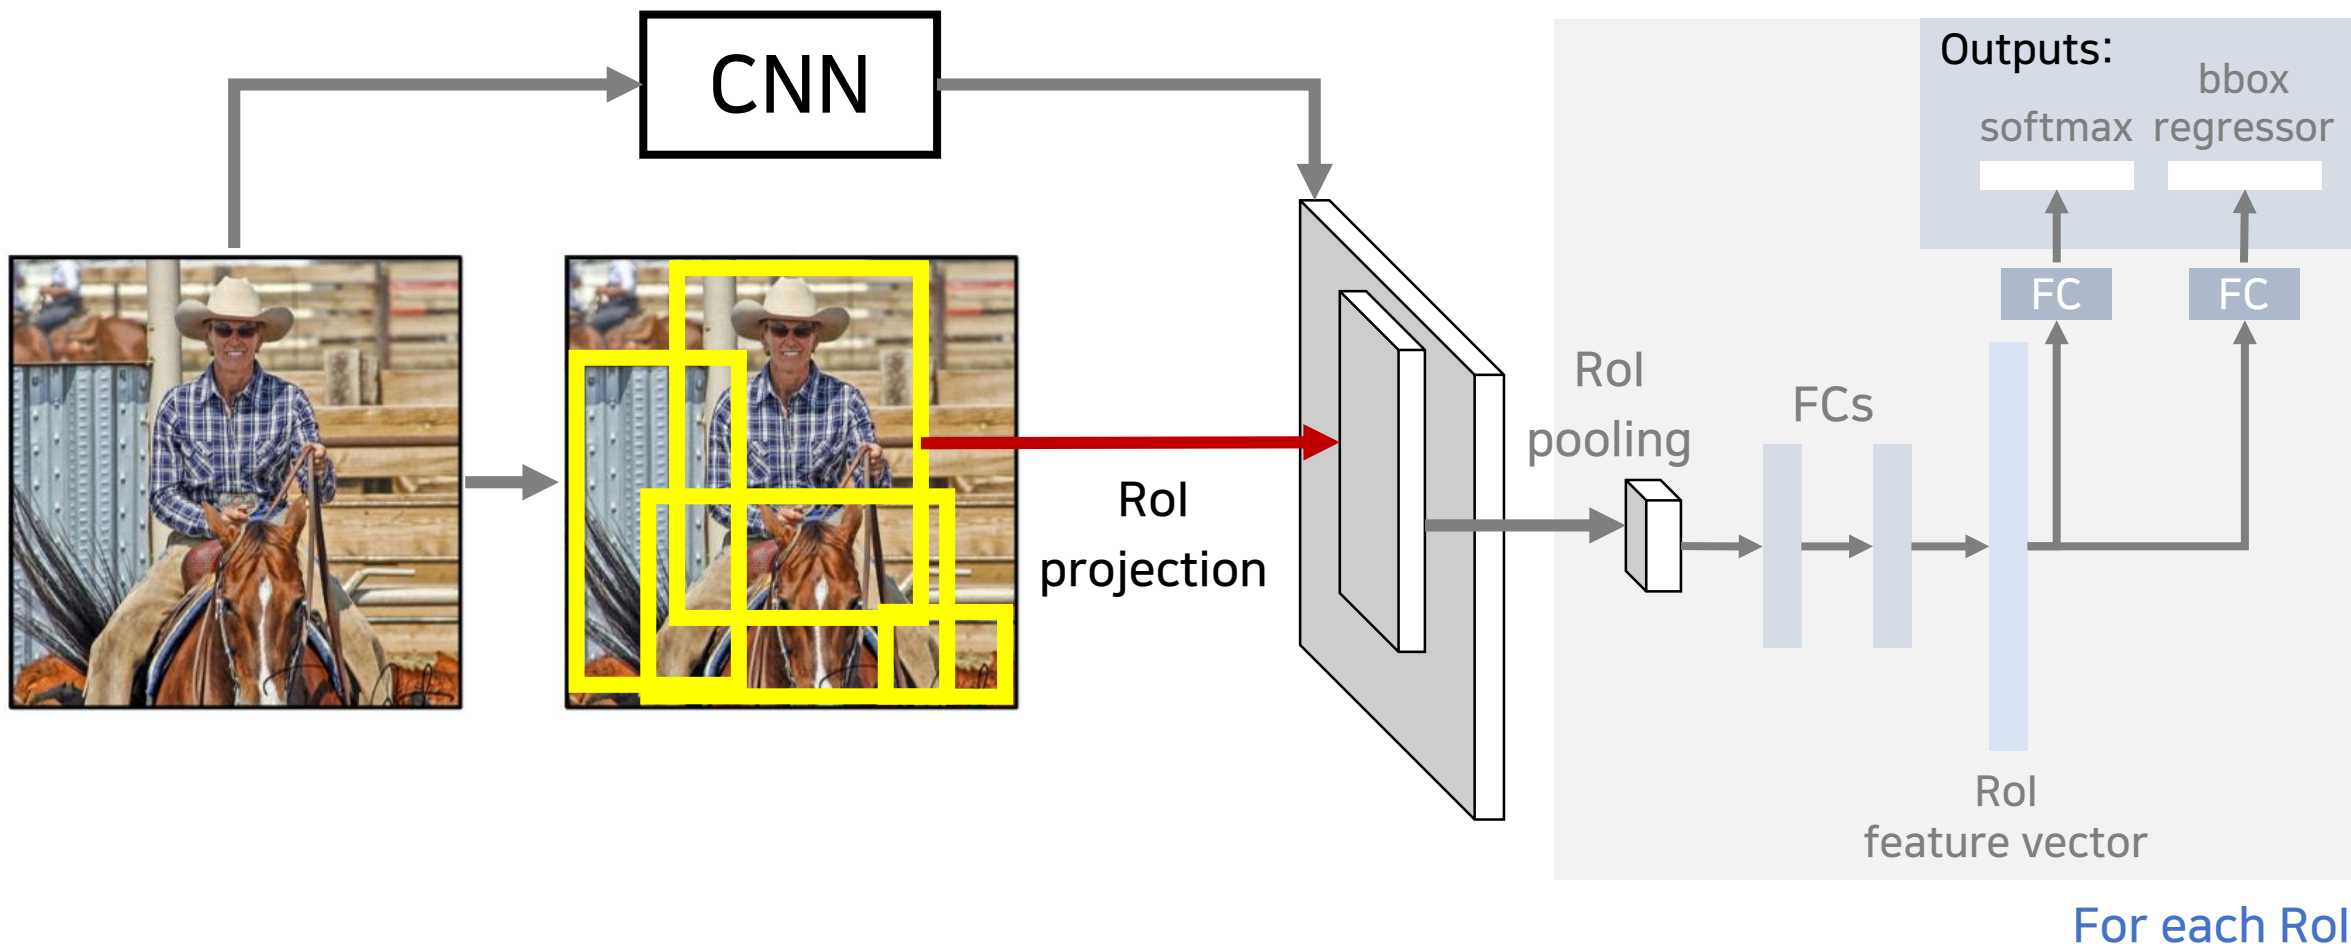 CNN
Outputs:
softmax
bbox
regressor
FC
FC
RoI
pooling
FCs
RoI
projection
RoI
feature vector
For each RoI